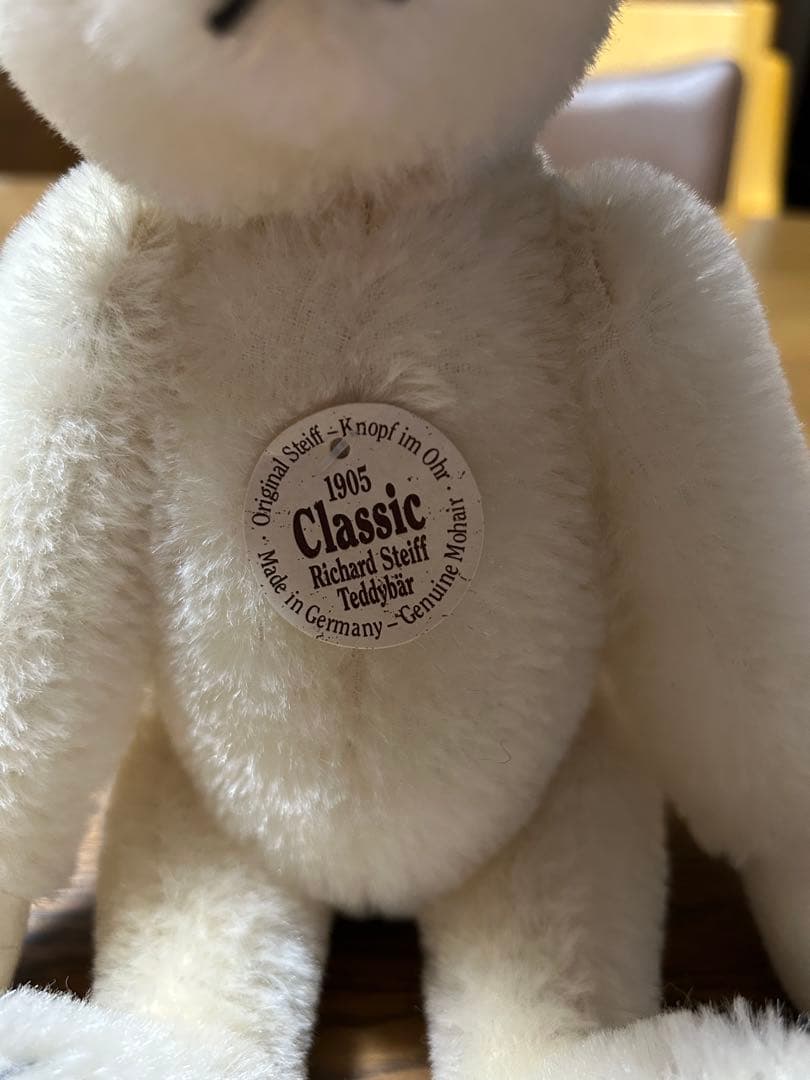 · Original Steiff – Knopf im Ohr ·
1905
Classic
Richard Steiff
Teddybär
· Made in Germany – Genuine Mohair